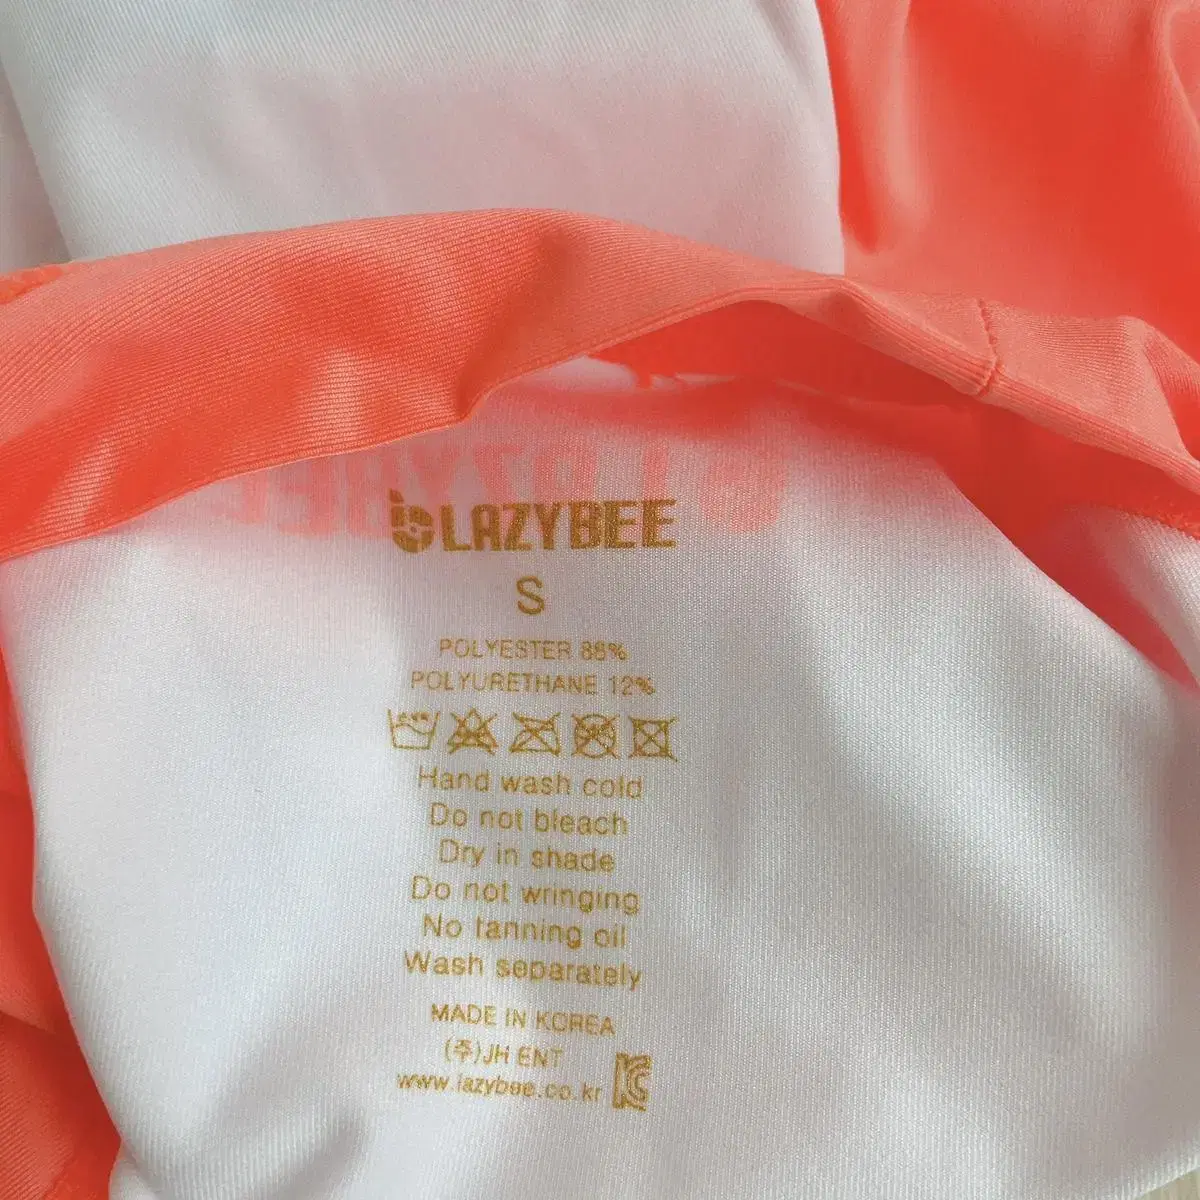 LAZYBEE
S
POLYESTER 88%
POLYURETHANE 12%
Hand wash cold
Do not bleach
Dry in shade
Do not wringing
No tanning oil
Wash separately
MADE IN KOREA
(주)JH ENT
www.lazybee.co.kr